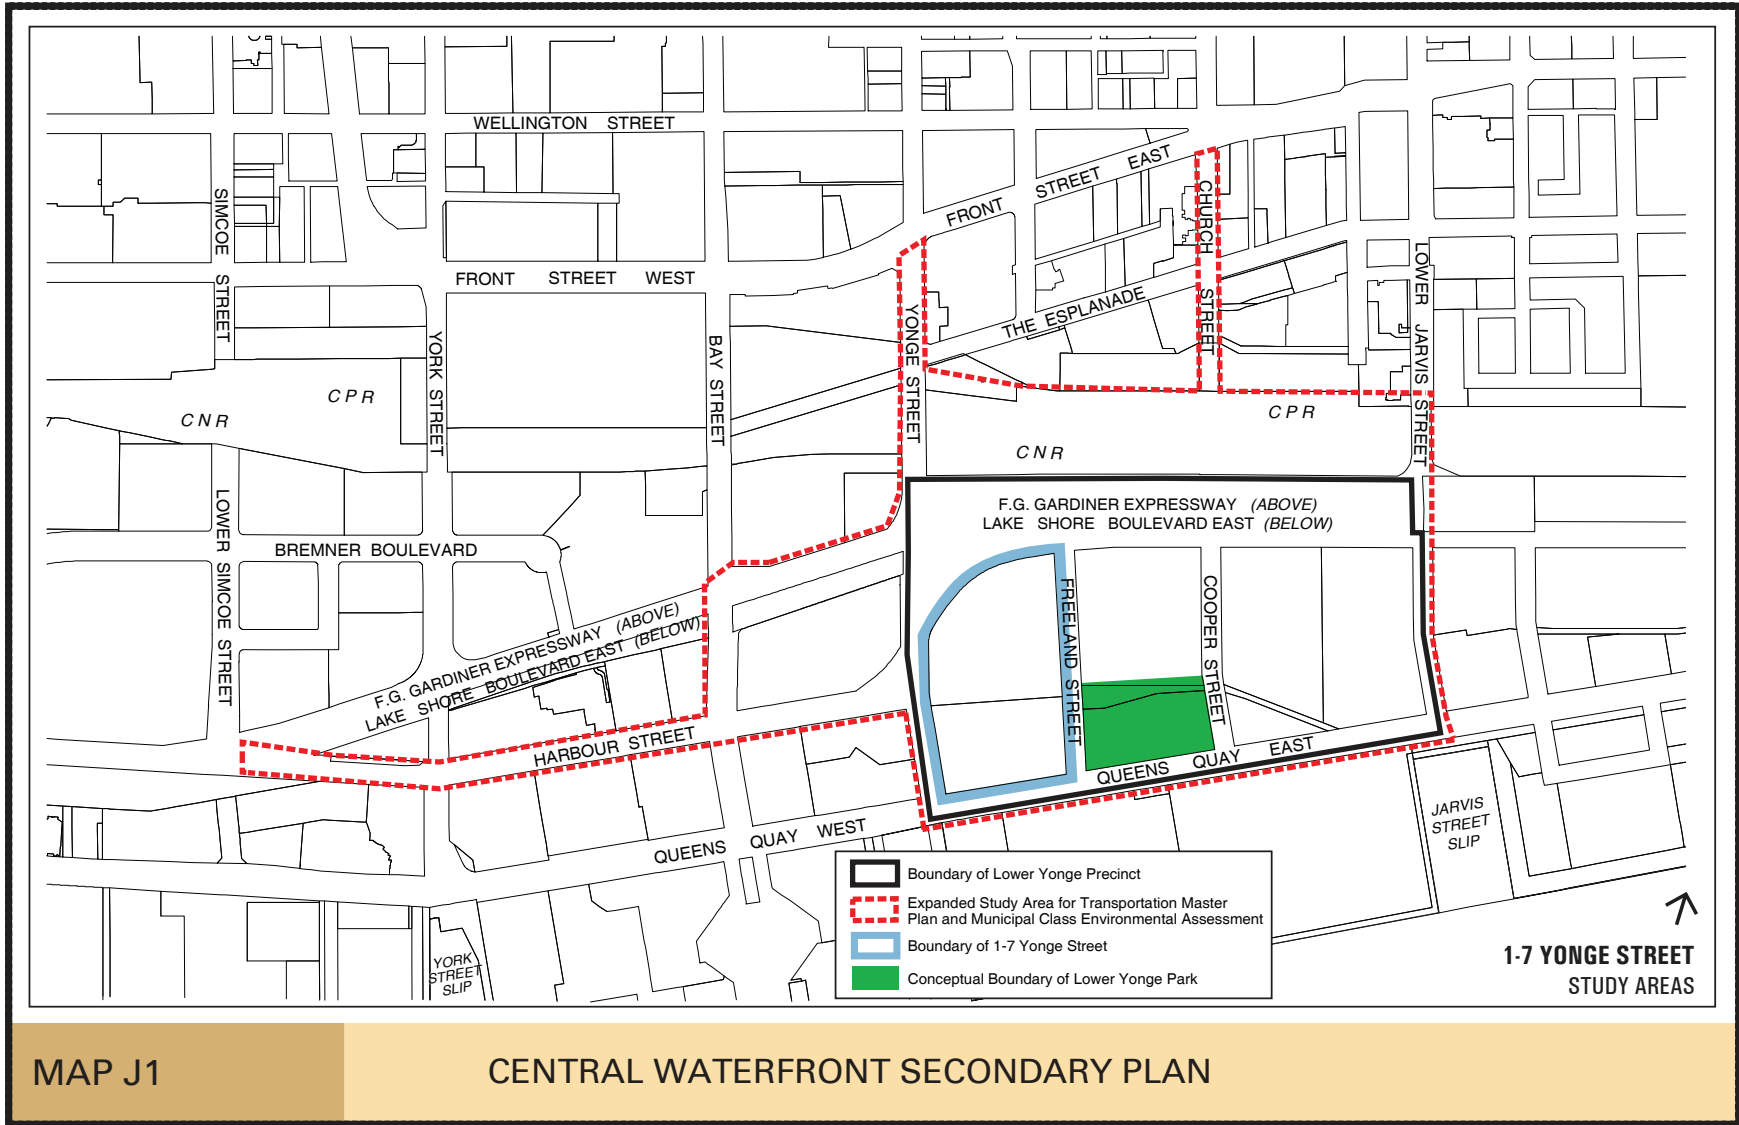 WELLINGTON STREET
SIMCOE STREET
FRONT STREET EAST
CHURCH STREET
FRONT STREET WEST
THE ESPLANADE
LOWER JARVIS STREET
YORK STREET
BAY STREET
YONGE STREET
CPR
CNR
CPR
CNR
F.G. GARDINER EXPRESSWAY (ABOVE)
LAKE SHORE BOULEVARD EAST (BELOW)
LOWER SIMCOE STREET
BREMNER BOULEVARD
FREELAND STREET
COOPER STREET
F.G. GARDINER EXPRESSWAY (ABOVE)
LAKE SHORE BOULEVARD EAST (BELOW)
HARBOUR STREET
QUEENS QUAY EAST
QUEENS QUAY WEST
JARVIS
STREET
SLIP
YORK
STREET
SLIP
Boundary of Lower Yonge Precinct
Expanded Study Area for Transportation Master
Plan and Municipal Class Environmental Assessment
Boundary of 1-7 Yonge Street
Conceptual Boundary of Lower Yonge Park
1-7 YONGE STREET
STUDY AREAS
MAP J1
CENTRAL WATERFRONT SECONDARY PLAN